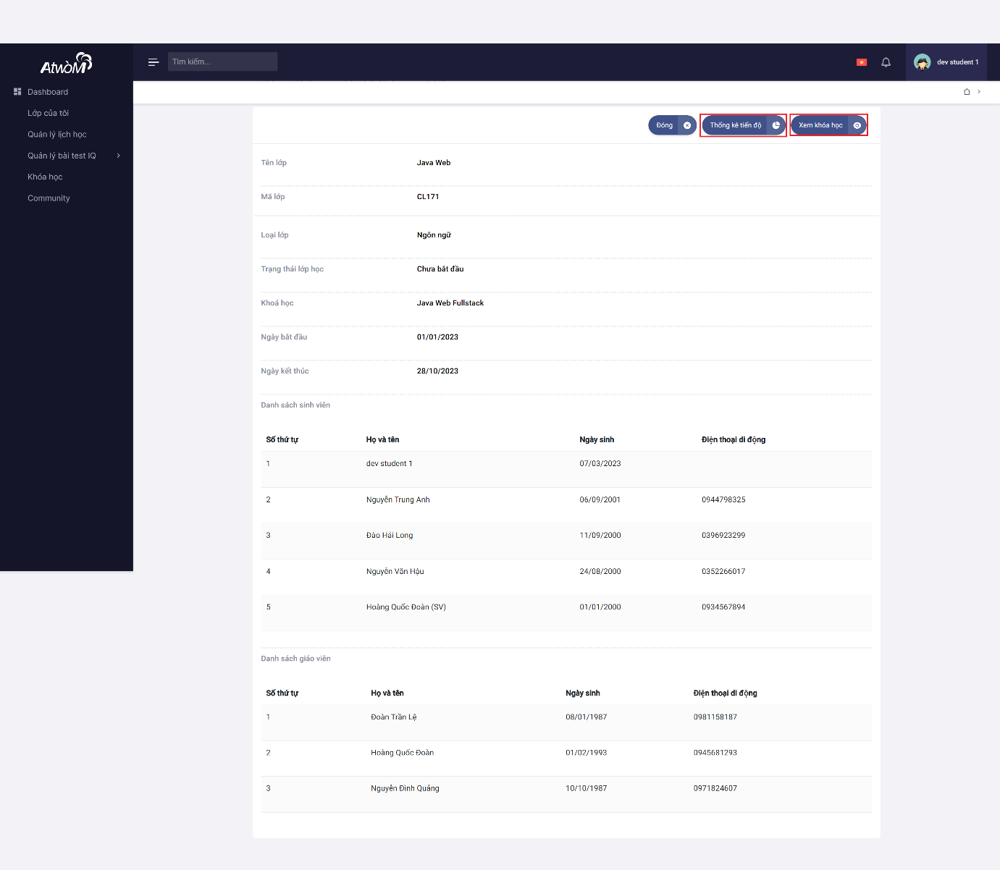 AtwoM
Tìm kiếm...
dev student 1
Dashboard
Lớp của tôi
Quản lý lịch học
Quản lý bài test IQ
Khóa học
Community
Đóng
Thống kê tiến độ
Xem khóa học
Tên lớp Java Web
Mã lớp CL171
Loại lớp Ngôn ngữ
Trạng thái lớp học Chưa bắt đầu
Khoá học Java Web Fullstack
Ngày bắt đầu 01/01/2023
Ngày kết thúc 28/10/2023
Danh sách sinh viên
Số thứ tự Họ và tên Ngày sinh Điện thoại di động
1 dev student 1 07/03/2023
2 Nguyễn Trung Anh 06/09/2001 0944798325
3 Đào Hải Long 11/09/2000 0396923299
4 Nguyễn Văn Hậu 24/08/2000 0352266017
5 Hoàng Quốc Đoàn (SV) 01/01/2000 0934567894
Danh sách giáo viên
Số thứ tự Họ và tên Ngày sinh Điện thoại di động
1 Đoàn Trần Lệ 08/01/1987 0981158187
2 Hoàng Quốc Đoàn 01/02/1993 0945681293
3 Nguyễn Đình Quảng 10/10/1987 0971824607